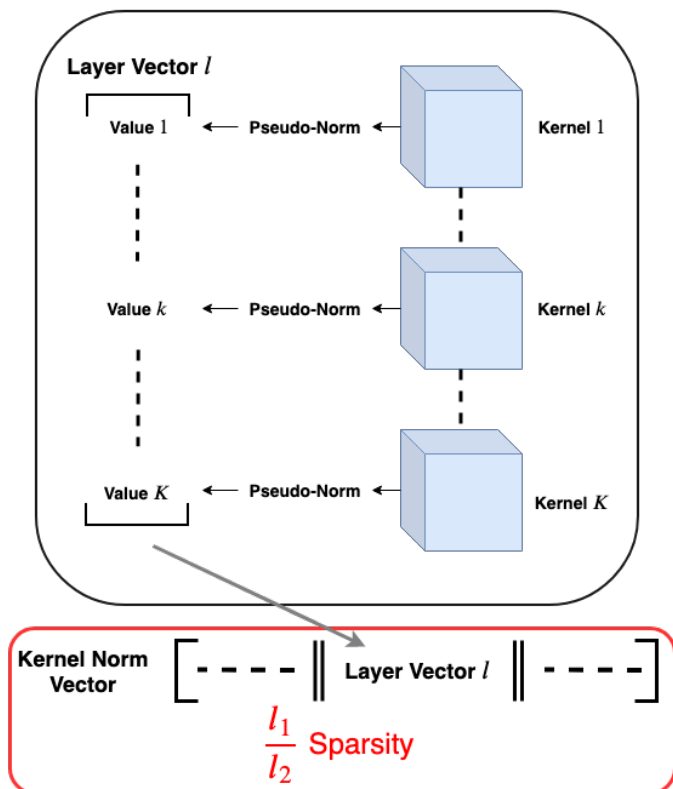 Layer Vector l
Value 1 Pseudo-Norm Kernel 1
Value k Pseudo-Norm Kernel k
Value K Pseudo-Norm Kernel K
Kernel Norm
Vector
Layer Vector l
l1
l2
Sparsity